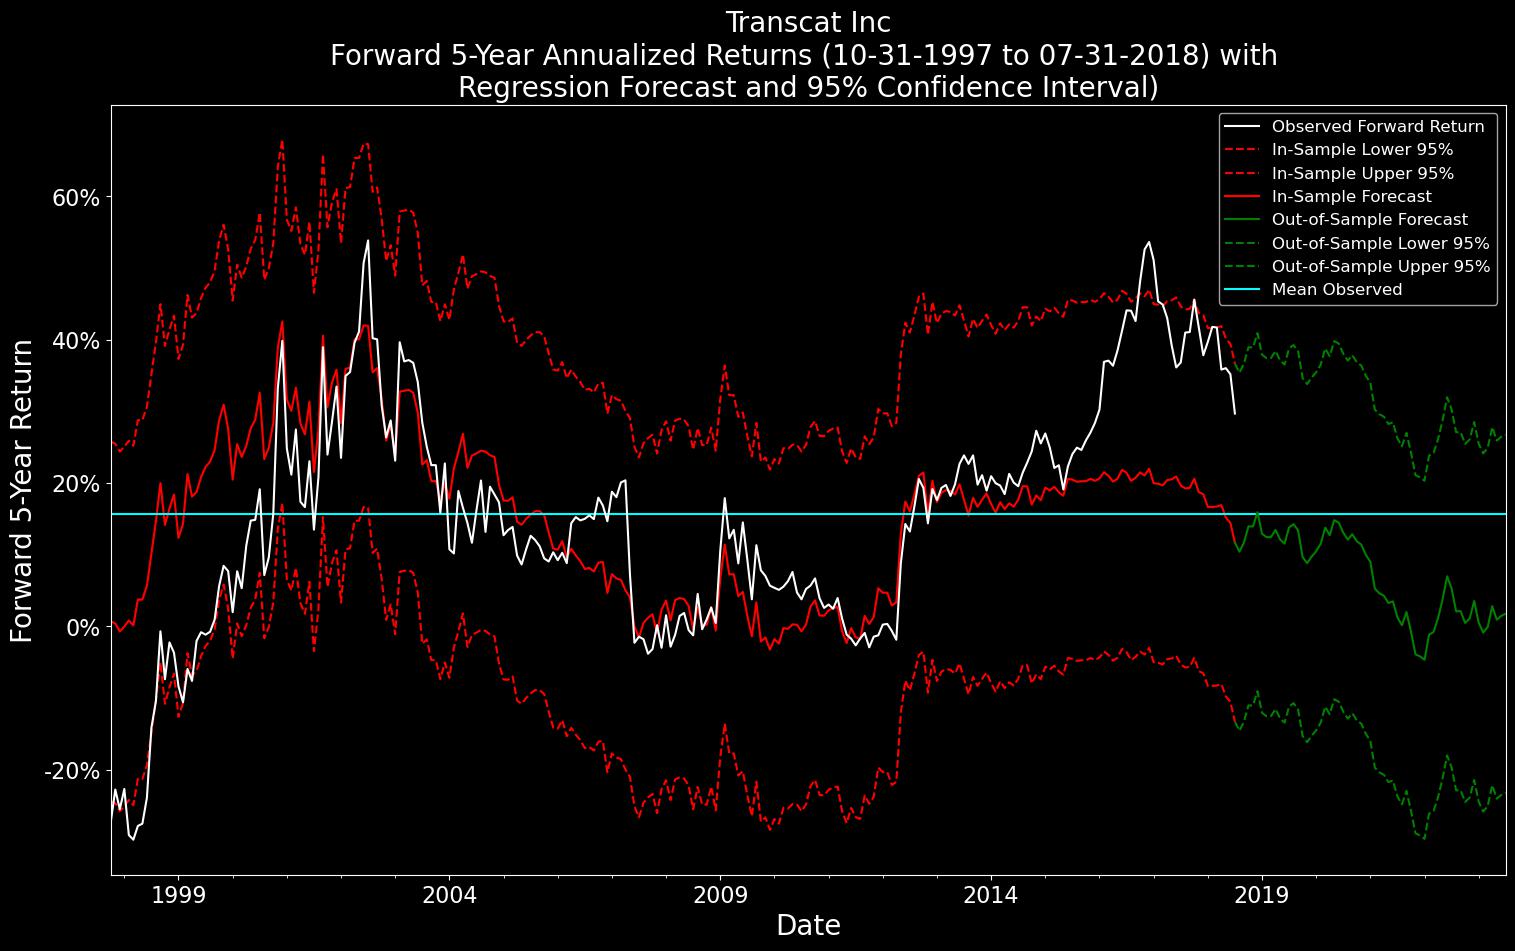 Transcat Inc
Forward 5-Year Annualized Returns (10-31-1997 to 07-31-2018) with
Regression Forecast and 95% Confidence Interval)
Observed Forward Return
In-Sample Lower 95%
In-Sample Upper 95%
In-Sample Forecast
Out-of-Sample Forecast
Out-of-Sample Lower 95%
Out-of-Sample Upper 95%
Mean Observed
Forward 5-Year Return
60%
40%
20%
0%
-20%
1999
2004
2009
2014
2019
Date